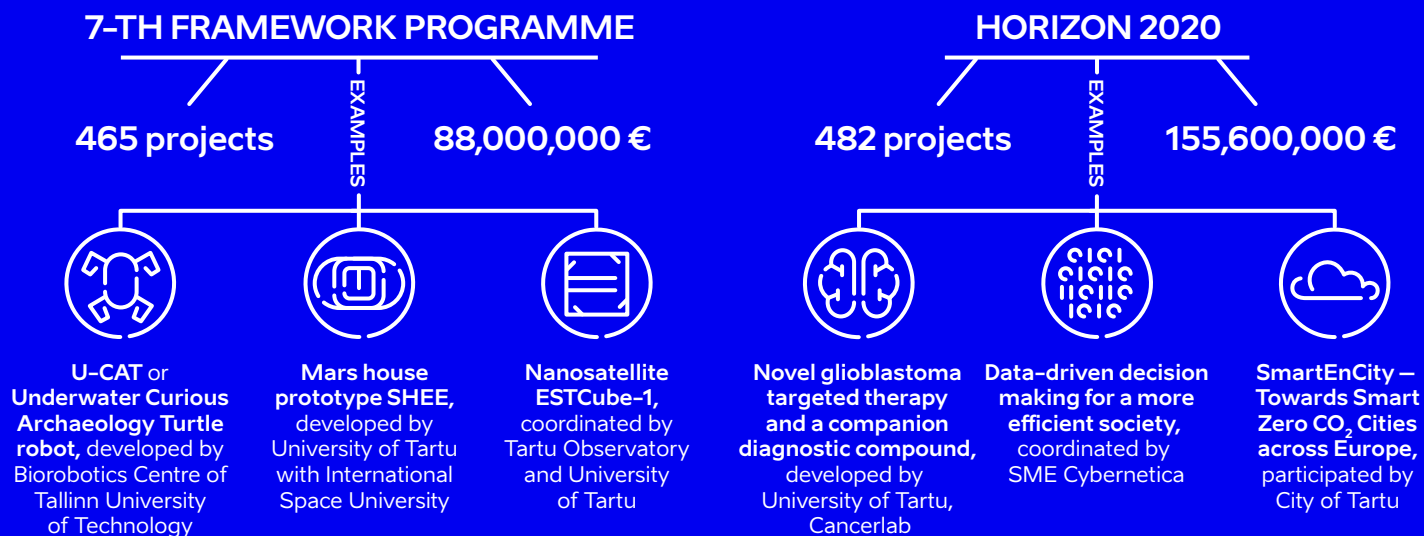 7-TH FRAMEWORK PROGRAMME
465 projects
EXAMPLES
88,000,000 €
U-CAT or
Underwater Curious
Archaeology Turtle
robot, developed by
Biorobotics Centre of
Tallinn University
of Technology
Mars house
prototype SHEE,
developed by
University of Tartu
with International
Space University
Nanosatellite
ESTCube-1,
coordinated by
Tartu Observatory
and University
of Tartu
HORIZON 2020
482 projects
EXAMPLES
155,600,000 €
Novel glioblastoma
targeted therapy
and a companion
diagnostic compound,
developed by
University of Tartu,
Cancerlab
Data-driven decision
making for a more
efficient society,
coordinated by
SME Cybernetica
SmartEnCity –
Towards Smart
Zero CO₂ Cities
across Europe,
participated by
City of Tartu